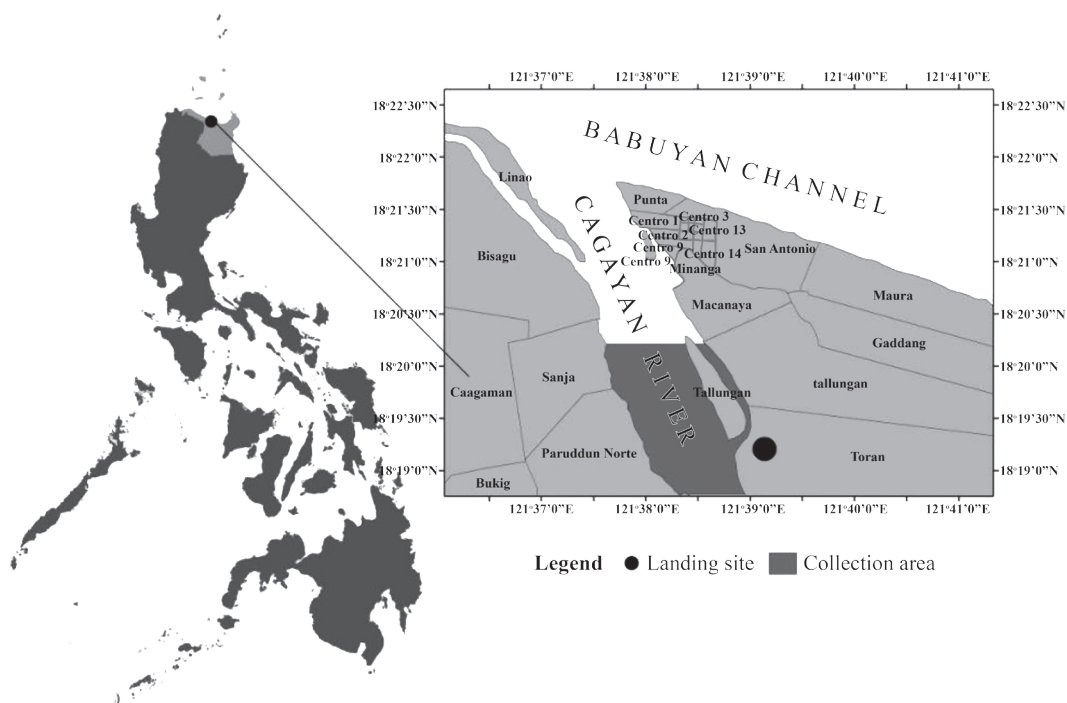 121°37'0"E 121°38'0"E 121°39'0"E 121°40'0"E 121°41'0"E
18°22'30"N 18°22'30"N
18°22'0"N 18°22'0"N
18°21'30"N 18°21'30"N
18°21'0"N 18°21'0"N
18°20'30"N 18°20'30"N
18°20'0"N 18°20'0"N
18°19'30"N 18°19'30"N
18°19'0"N 18°19'0"N
BABUYAN CHANNEL
CAGAYAN RIVER
Linao
Punta
Centro 1 Centro 3
Centro 2 Centro 13
Centro 9 Centro 14 San Antonio
Centro 9
Minanga
Bisagu
Macanaya
Maura
Gaddang
Sanja
Caagaman
Tallungan
tallungan
Paruddun Norte
Toran
Bukig
121°37'0"E 121°38'0"E 121°39'0"E 121°40'0"E 121°41'0"E
Legend Landing site Collection area